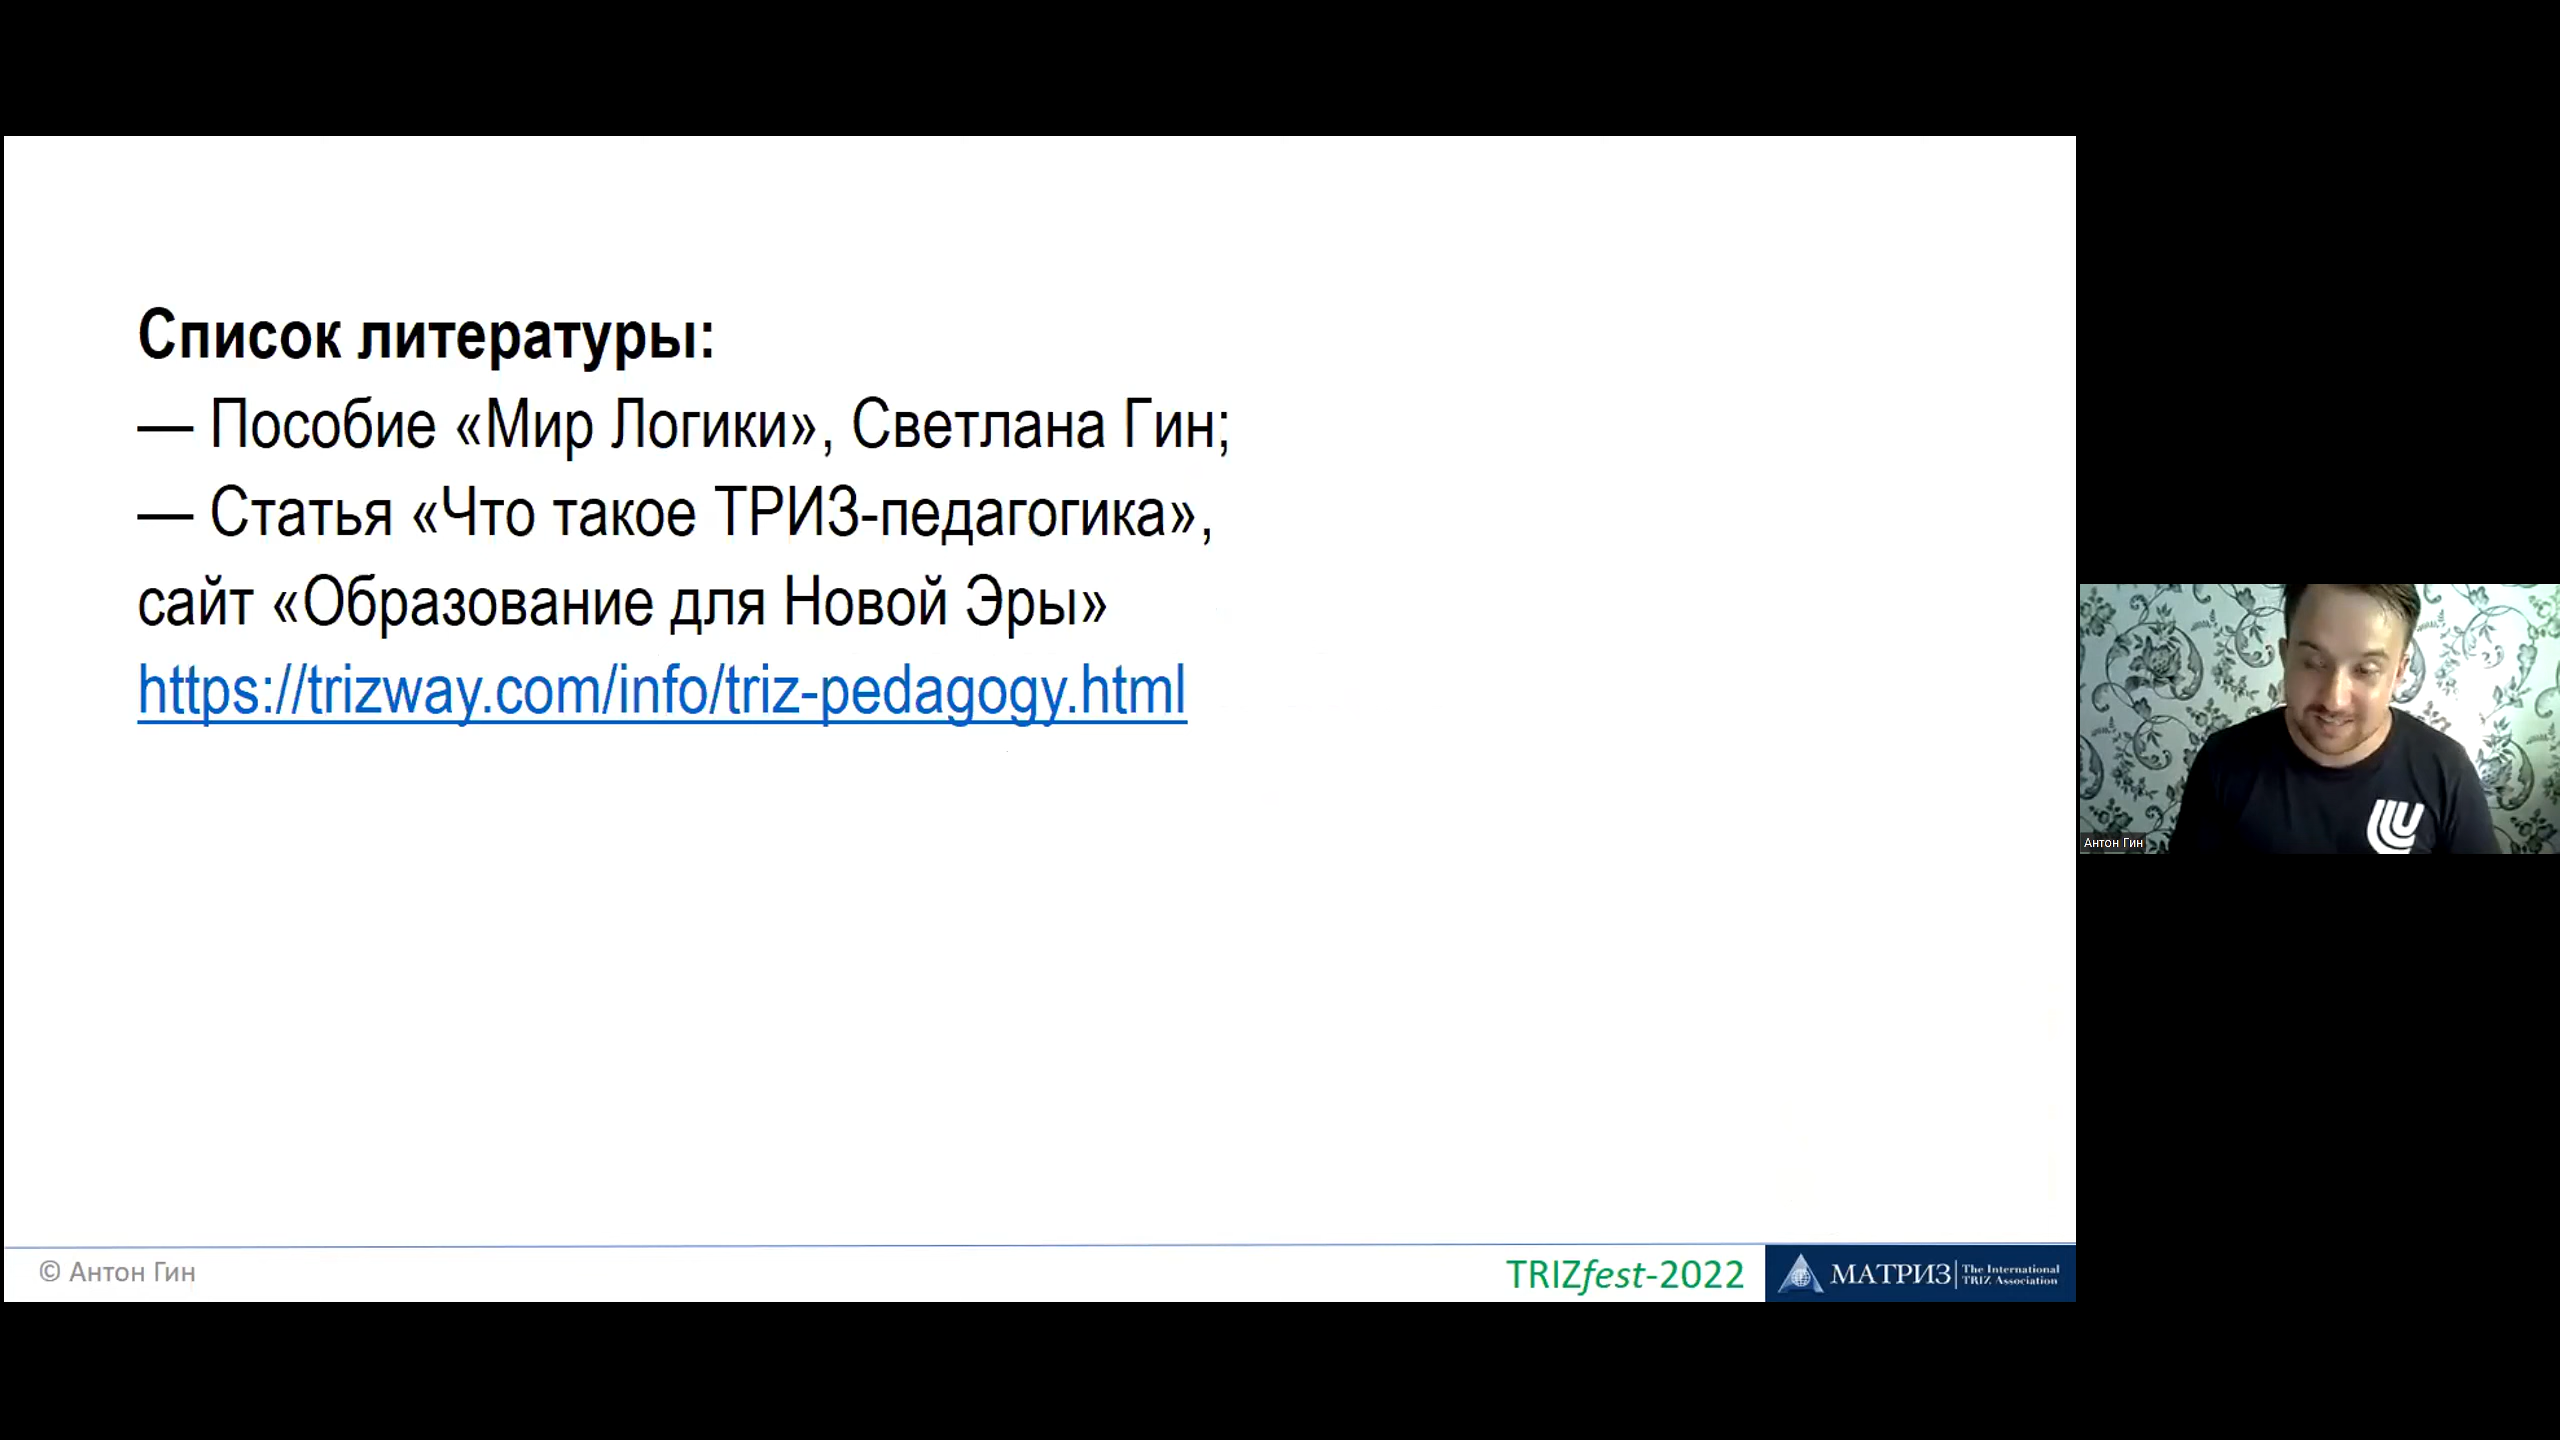 Список литературы:
— Пособие «Мир Логики», Светлана Гин;
— Статья «Что такое ТРИЗ-педагогика»,
сайт «Образование для Новой Эры»
https://trizway.com/info/triz-pedagogy.html
Антон Гин
© Антон Гин
TRIZfest-2022
МАТРИЗ
The International
TRIZ Association